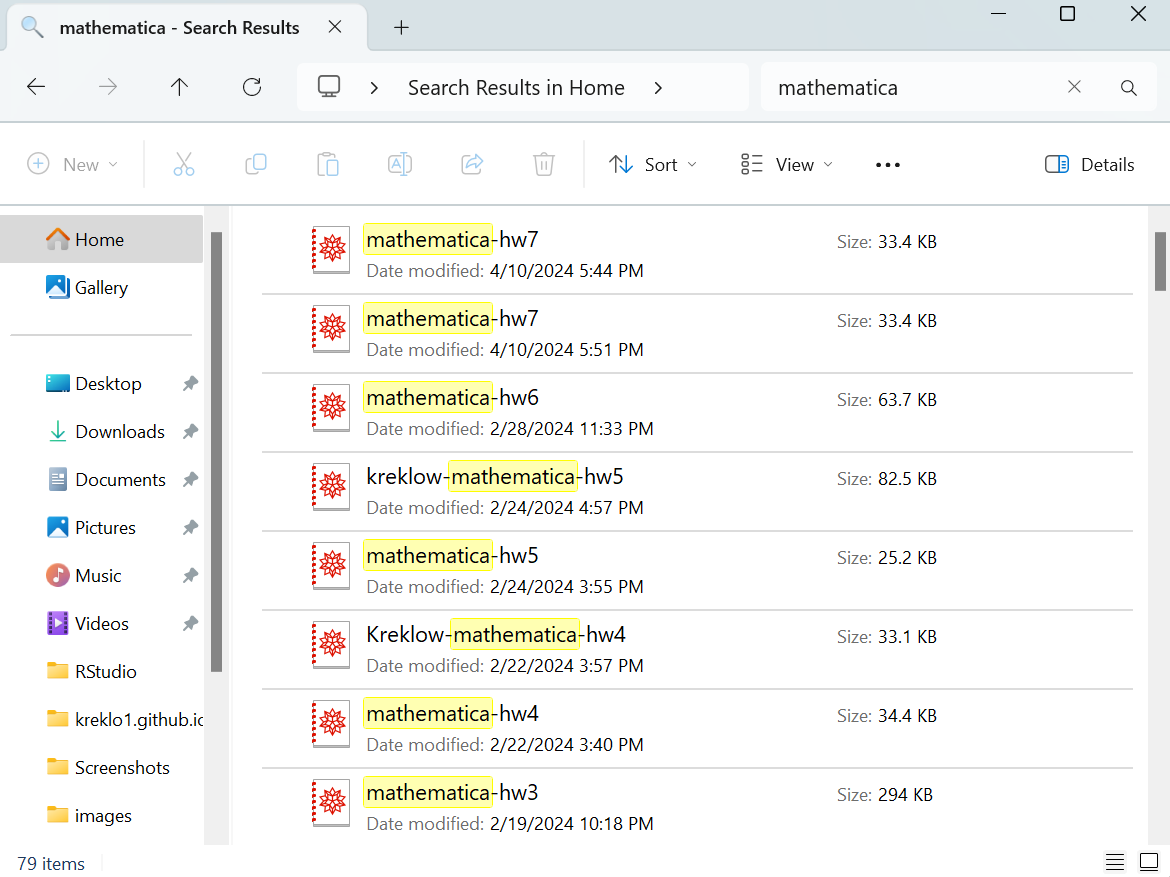 mathematica - Search Results
Search Results in Home
mathematica
New
Sort
View
Details
Home
Gallery
Desktop
Downloads
Documents
Pictures
Music
Videos
RStudio
kreklo1.github.io
Screenshots
images
mathematica-hw7
Size: 33.4 KB
Date modified: 4/10/2024 5:44 PM
mathematica-hw7
Size: 33.4 KB
Date modified: 4/10/2024 5:51 PM
mathematica-hw6
Size: 63.7 KB
Date modified: 2/28/2024 11:33 PM
kreklow-mathematica-hw5
Size: 82.5 KB
Date modified: 2/24/2024 4:57 PM
mathematica-hw5
Size: 25.2 KB
Date modified: 2/24/2024 3:55 PM
Kreklow-mathematica-hw4
Size: 33.1 KB
Date modified: 2/22/2024 3:57 PM
mathematica-hw4
Size: 34.4 KB
Date modified: 2/22/2024 3:40 PM
mathematica-hw3
Size: 294 KB
Date modified: 2/19/2024 10:18 PM
79 items